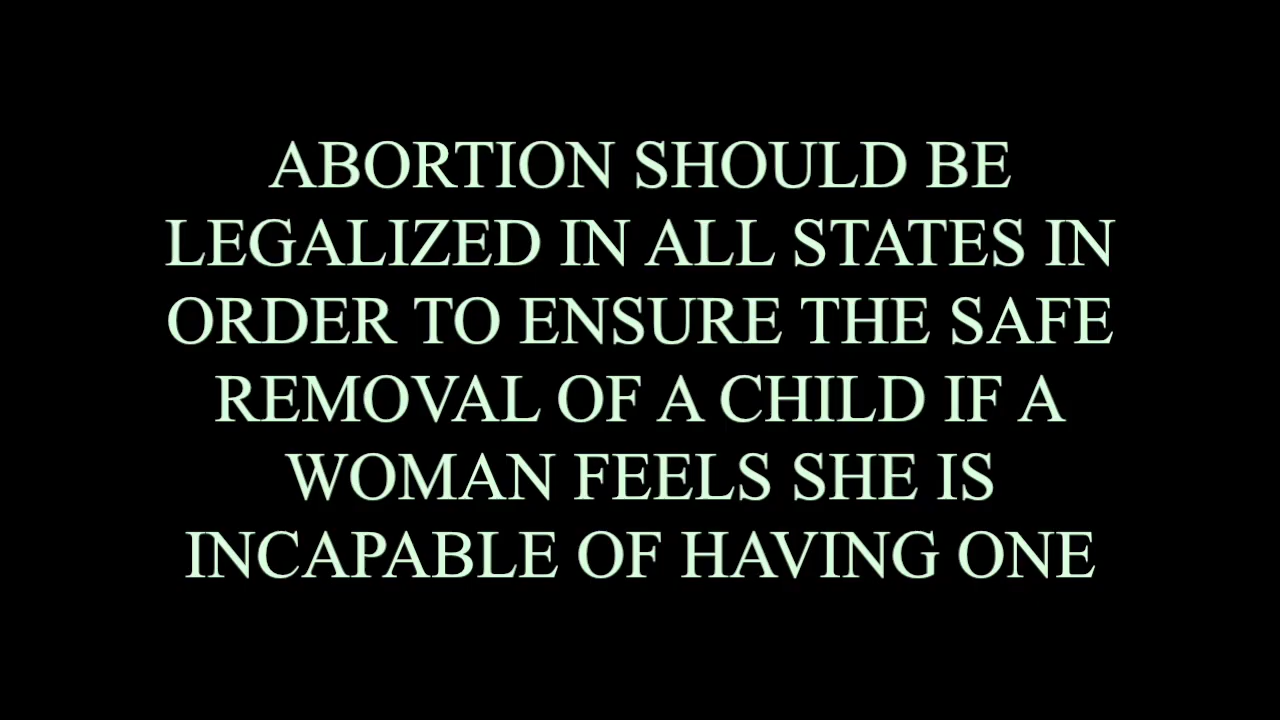 ABORTION SHOULD BE
LEGALIZED IN ALL STATES IN
ORDER TO ENSURE THE SAFE
REMOVAL OF A CHILD IF A
WOMAN FEELS SHE IS
INCAPABLE OF HAVING ONE